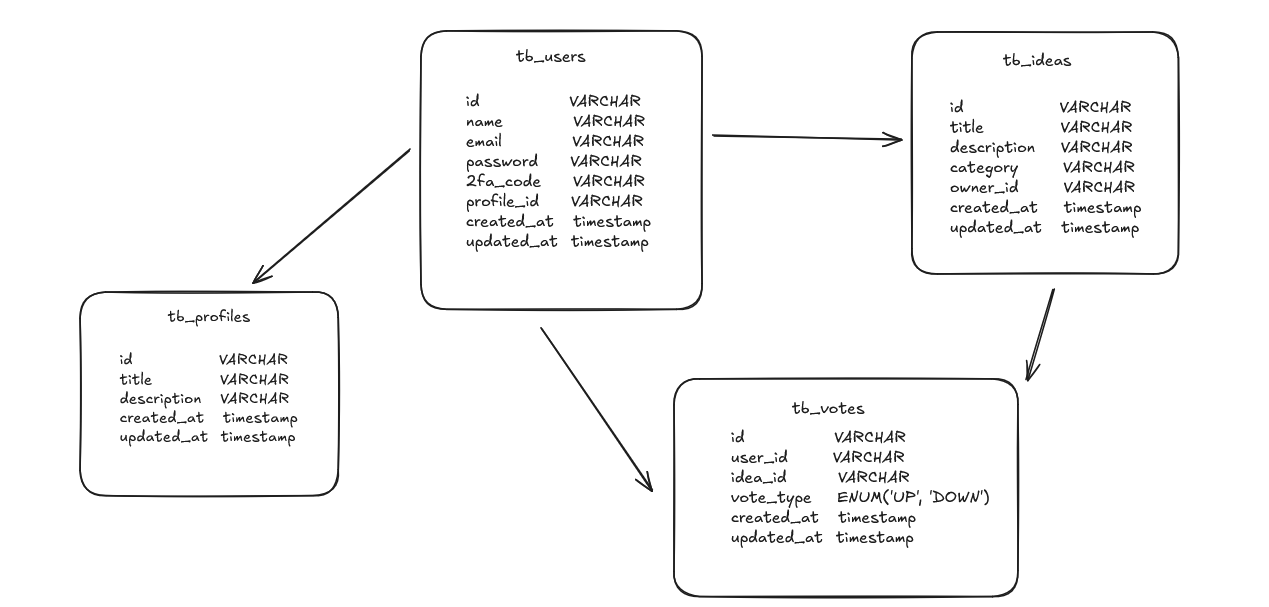 tb_users
id VARCHAR
name VARCHAR
email VARCHAR
password VARCHAR
2fa_code VARCHAR
profile_id VARCHAR
created_at timestamp
updated_at timestamp
tb_ideas
id VARCHAR
title VARCHAR
description VARCHAR
category VARCHAR
owner_id VARCHAR
created_at timestamp
updated_at timestamp
tb_profiles
id VARCHAR
title VARCHAR
description VARCHAR
created_at timestamp
updated_at timestamp
tb_votes
id VARCHAR
user_id VARCHAR
idea_id VARCHAR
vote_type ENUM('UP', 'DOWN')
created_at timestamp
updated_at timestamp